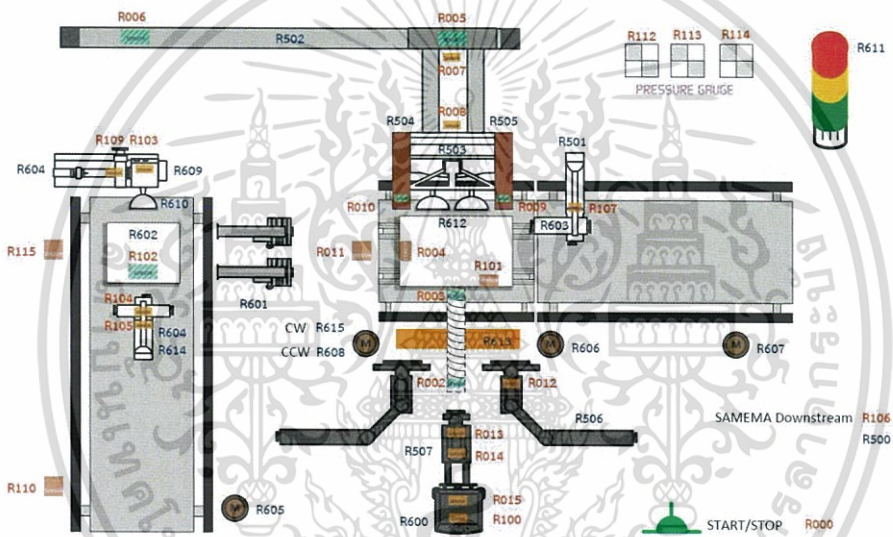 R006
R005
R502
R007
R008
R112 R113 R114
PRESSURE GAUGE
R611
R504 R505
R503
R501
R109 R103
R604
R609
R610
R010
R009
R107
R612
R603
R602
R115
R102
R011
R004
R101
R003
R601
R104
R105
R604
R614
CW R615
CCW R608
M
R613
M R606
M R607
R002
R012
R506
SAMEMA Downstream R106
R500
R013
R507
R014
R110
M R605
R015
R600
R100
START/STOP R000